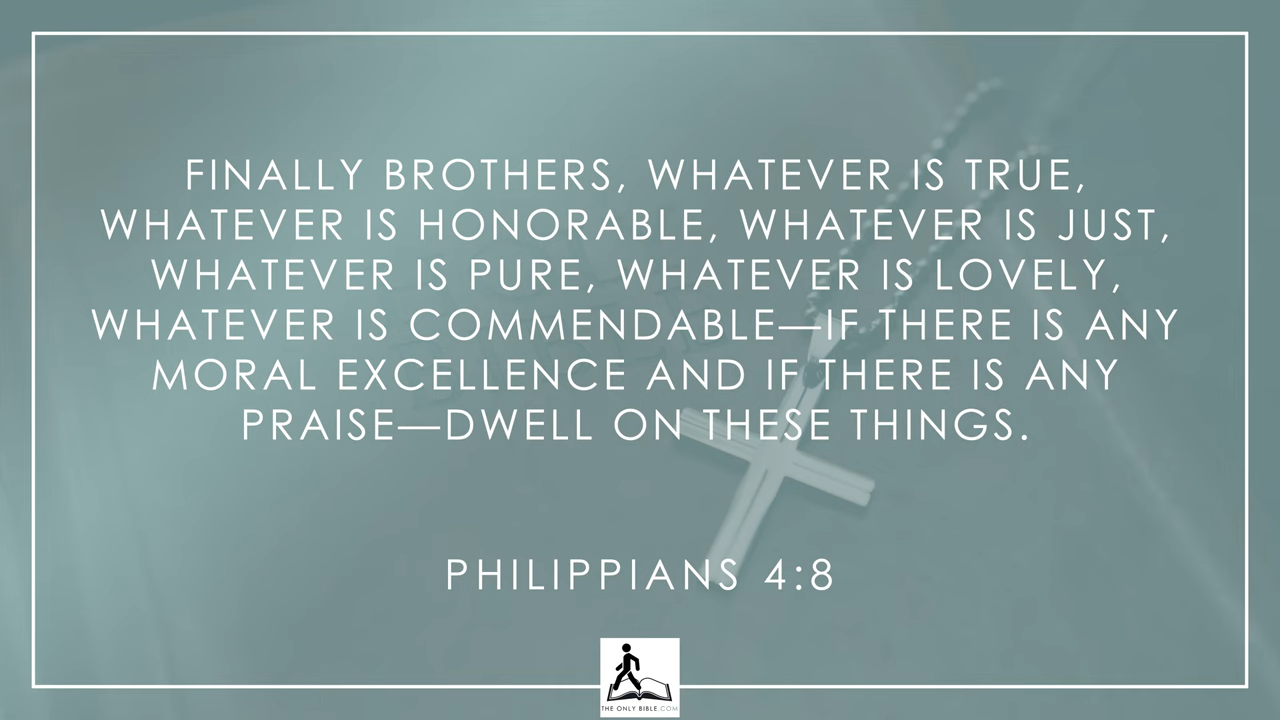 FINALLY BROTHERS, WHATEVER IS TRUE,
WHATEVER IS HONORABLE, WHATEVER IS JUST,
WHATEVER IS PURE, WHATEVER IS LOVELY,
WHATEVER IS COMMENDABLE—IF THERE IS ANY
MORAL EXCELLENCE AND IF THERE IS ANY
PRAISE—DWELL ON THESE THINGS.
PHILIPPIANS 4:8
THE ONLY BIBLE.COM